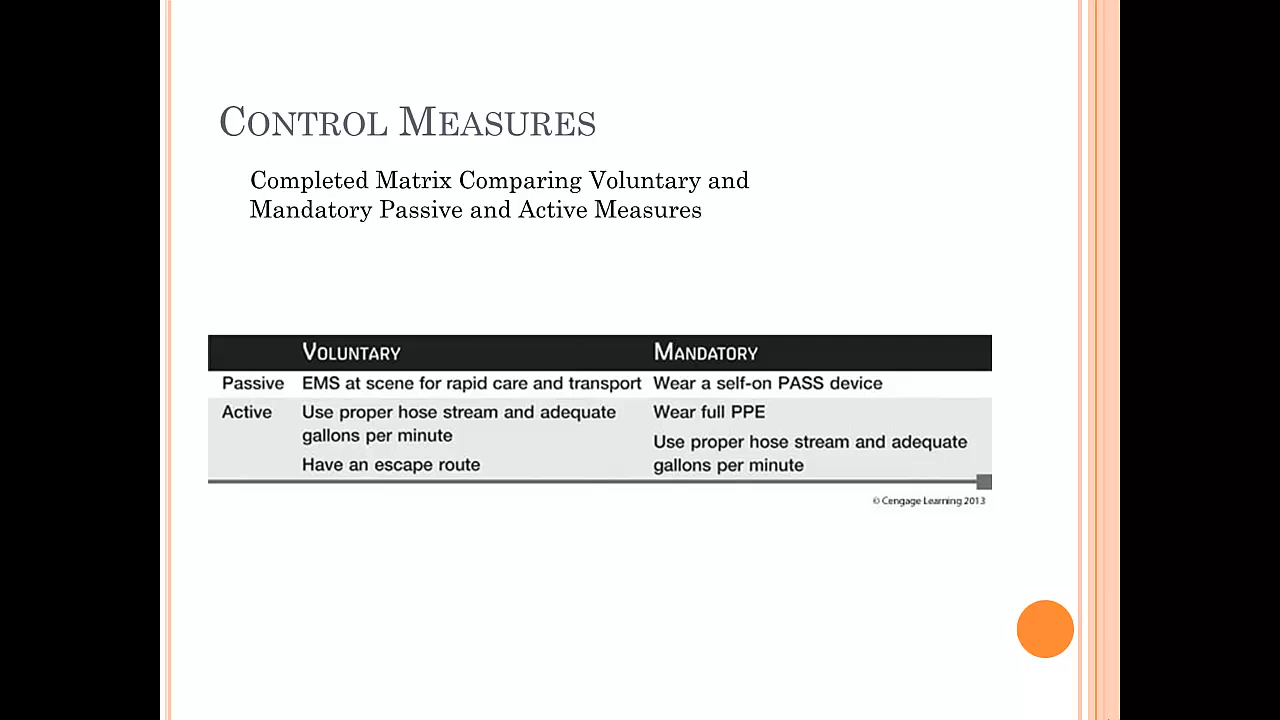 CONTROL MEASURES
Completed Matrix Comparing Voluntary and
Mandatory Passive and Active Measures
VOLUNTARY MANDATORY
Passive EMS at scene for rapid care and transport Wear a self-on PASS device
Active Use proper hose stream and adequate gallons per minute Wear full PPE
Have an escape route Use proper hose stream and adequate gallons per minute
© Cengage Learning 2013